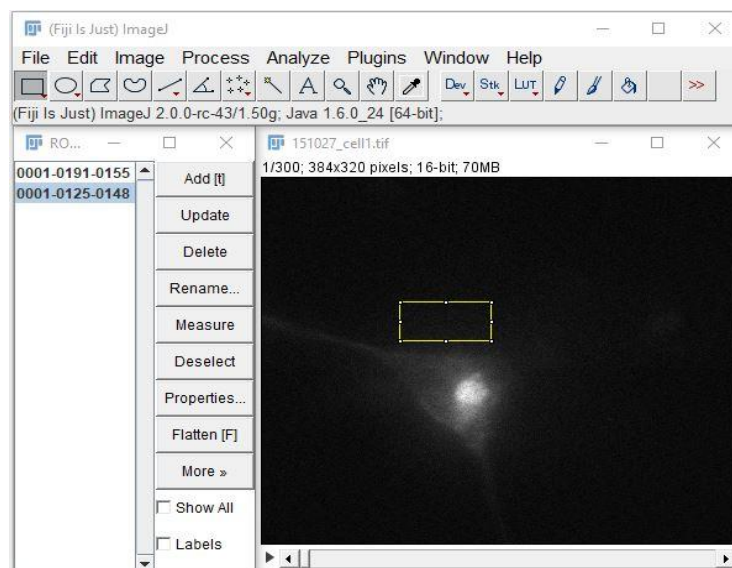 (Fiji Is Just) ImageJ
File Edit Image Process Analyze Plugins Window Help
A Dev Stk LUT >>
(Fiji Is Just) ImageJ 2.0.0-rc-43/1.50g; Java 1.6.0_24 [64-bit];
RO...
0001-0191-0155
0001-0125-0148
Add [t]
Update
Delete
Rename...
Measure
Deselect
Properties...
Flatten [F]
More »
Show All
Labels
151027_cell1.tif
1/300; 384x320 pixels; 16-bit; 70MB